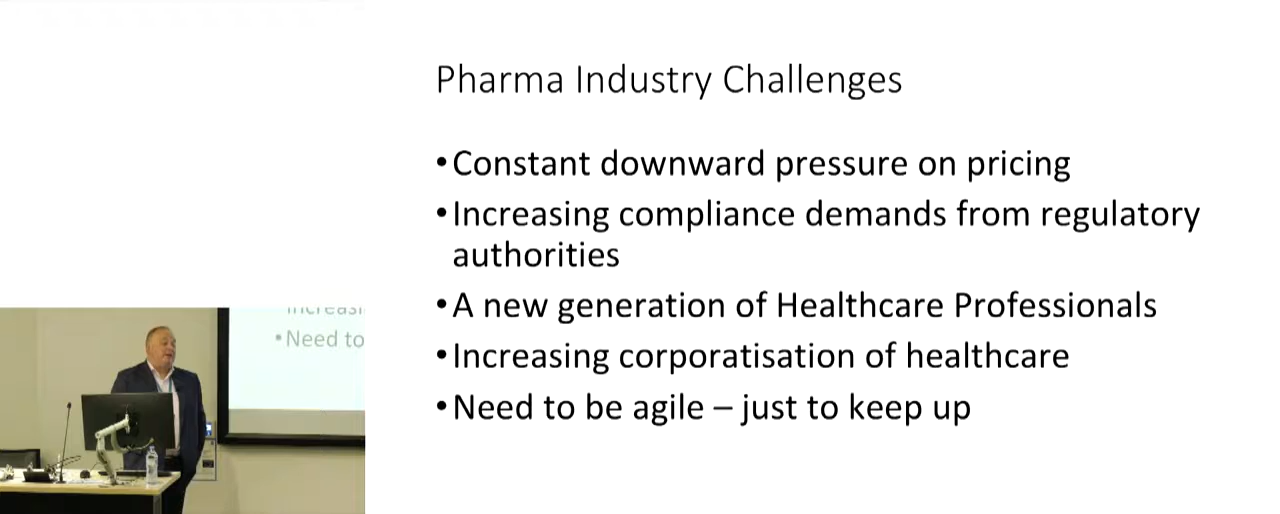 Pharma Industry Challenges
•Constant downward pressure on pricing
•Increasing compliance demands from regulatory
authorities
•A new generation of Healthcare Professionals
•Increasing corporatisation of healthcare
•Need to be agile – just to keep up
•Need to